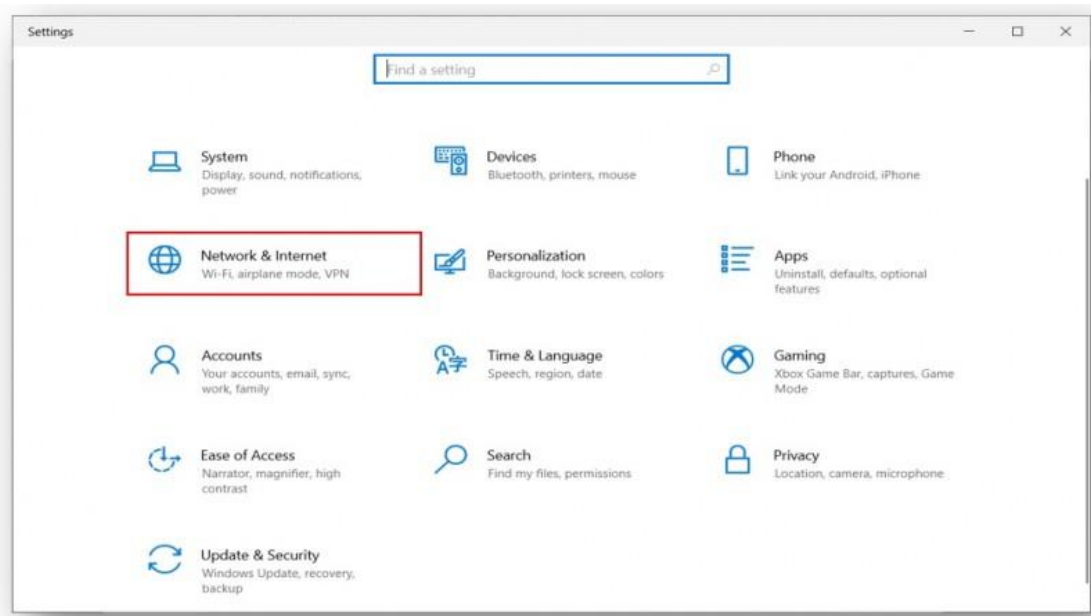 Settings
Find a setting
System
Display, sound, notifications,
power
Devices
Bluetooth, printers, mouse
Phone
Link your Android, iPhone
Network & Internet
Wi-Fi, airplane mode, VPN
Personalization
Background, lock screen, colors
Apps
Uninstall, defaults, optional
features
Accounts
Your accounts, email, sync,
work, family
Time & Language
Speech, region, date
Gaming
Xbox Game Bar, captures, Game
Mode
Ease of Access
Narrator, magnifier, high
contrast
Search
Find my files, permissions
Privacy
Location, camera, microphone
Update & Security
Windows Update, recovery,
backup